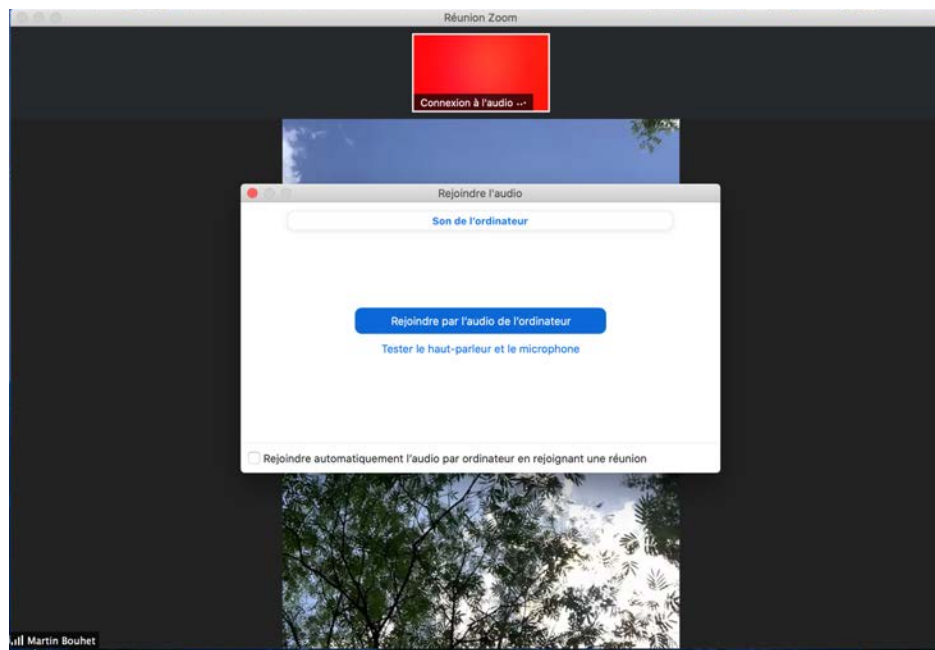 Réunion Zoom
Connexion à l'audio ...
Rejoindre l'audio
Son de l'ordinateur
Rejoindre par l'audio de l'ordinateur
Tester le haut-parleur et le microphone
Rejoindre automatiquement l'audio par ordinateur en rejoignant une réunion
Martin Bouhet